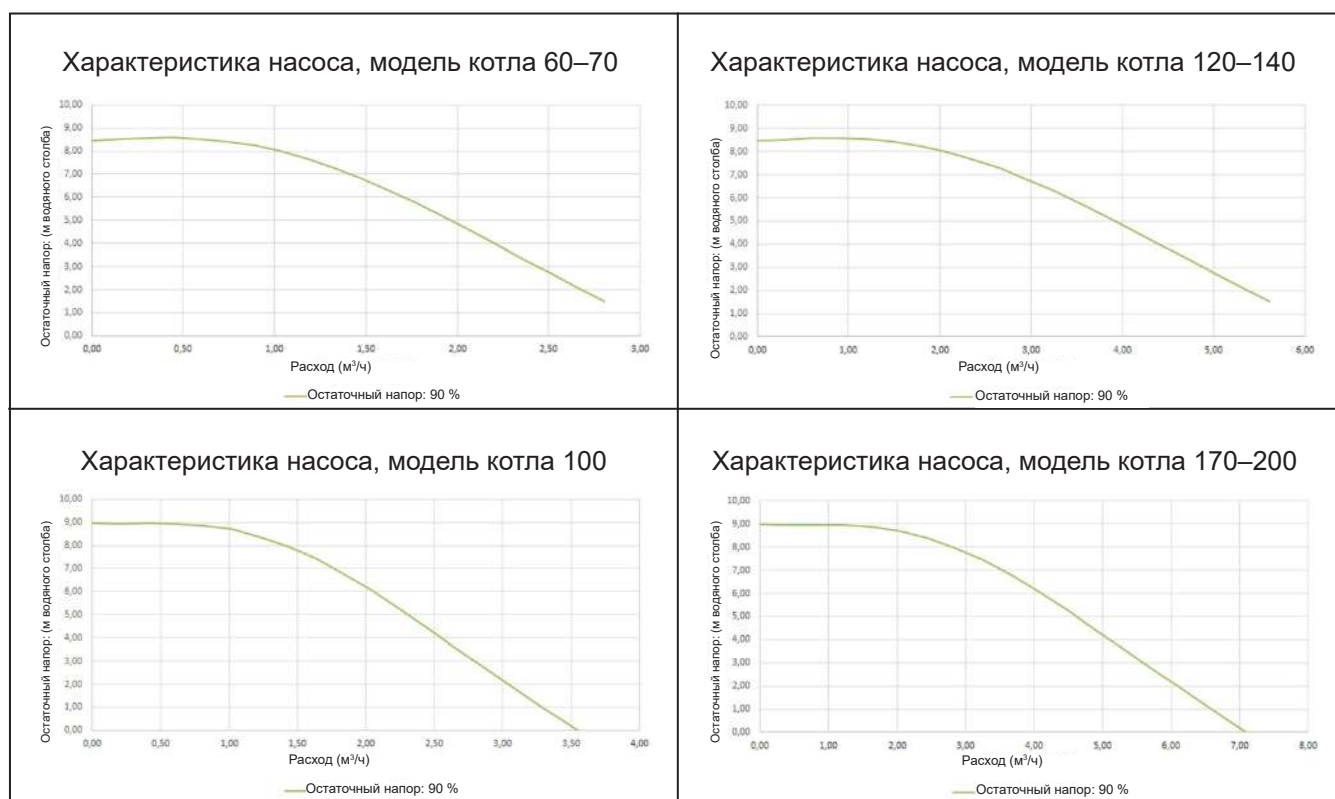 Характеристика насоса, модель котла 60–70
Остаточный напор: (м водяного столба)
10,00
9,00
8,00
7,00
6,00
5,00
4,00
3,00
2,00
1,00
0,00
0,00 0,50 1,00 1,50 2,00 2,50 3,00
Расход (м³/ч)
Остаточный напор: 90 %
Характеристика насоса, модель котла 120–140
Остаточный напор: (м водяного столба)
10,00
9,00
8,00
7,00
6,00
5,00
4,00
3,00
2,00
1,00
0,00
0,00 1,00 2,00 3,00 4,00 5,00 6,00
Расход (м³/ч)
Остаточный напор: 90 %
Характеристика насоса, модель котла 100
Остаточный напор: (м водяного столба)
10,00
9,00
8,00
7,00
6,00
5,00
4,00
3,00
2,00
1,00
0,00
0,00 0,50 1,00 1,50 2,00 2,50 3,00 3,50 4,00
Расход (м³/ч)
Остаточный напор: 90 %
Характеристика насоса, модель котла 170–200
Остаточный напор: (м водяного столба)
10,00
9,00
8,00
7,00
6,00
5,00
4,00
3,00
2,00
1,00
0,00
0,00 1,00 2,00 3,00 4,00 5,00 6,00 7,00 8,00
Расход (м³/ч)
Остаточный напор: 90 %